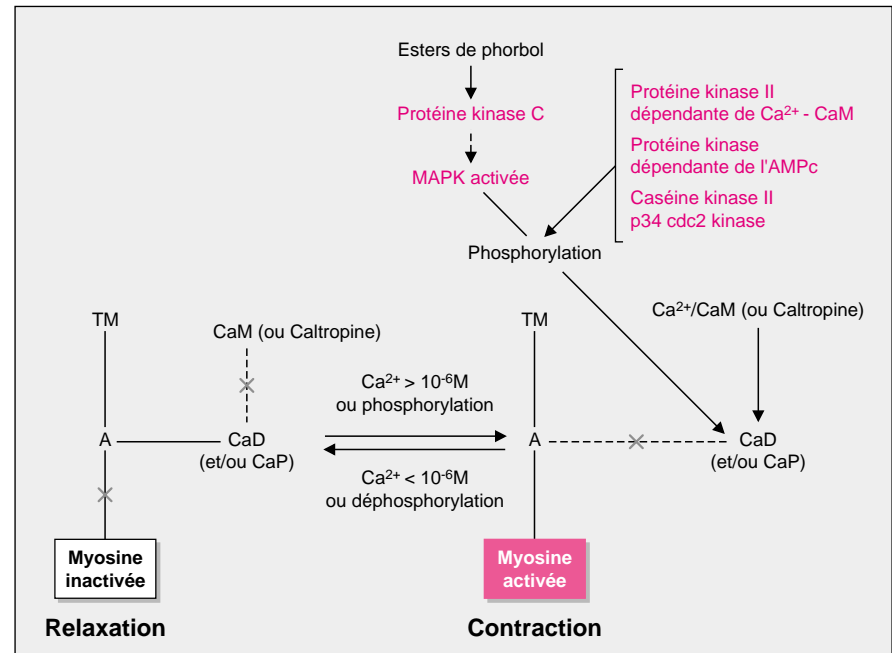 Esters de phorbol
Protéine kinase C
MAPK activée
Protéine kinase II
dépendante de Ca²⁺ - CaM
Protéine kinase
dépendante de l'AMPc
Caséine kinase II
p34 cdc2 kinase
Phosphorylation
TM
CaM (ou Caltropine)
Ca²⁺ > 10⁻⁶M
ou phosphorylation
TM
Ca²⁺/CaM (ou Caltropine)
A
CaD
(et/ou CaP)
Ca²⁺ < 10⁻⁶M
ou déphosphorylation
A
CaD
(et/ou CaP)
Myosine
inactivée
Myosine
activée
Relaxation
Contraction